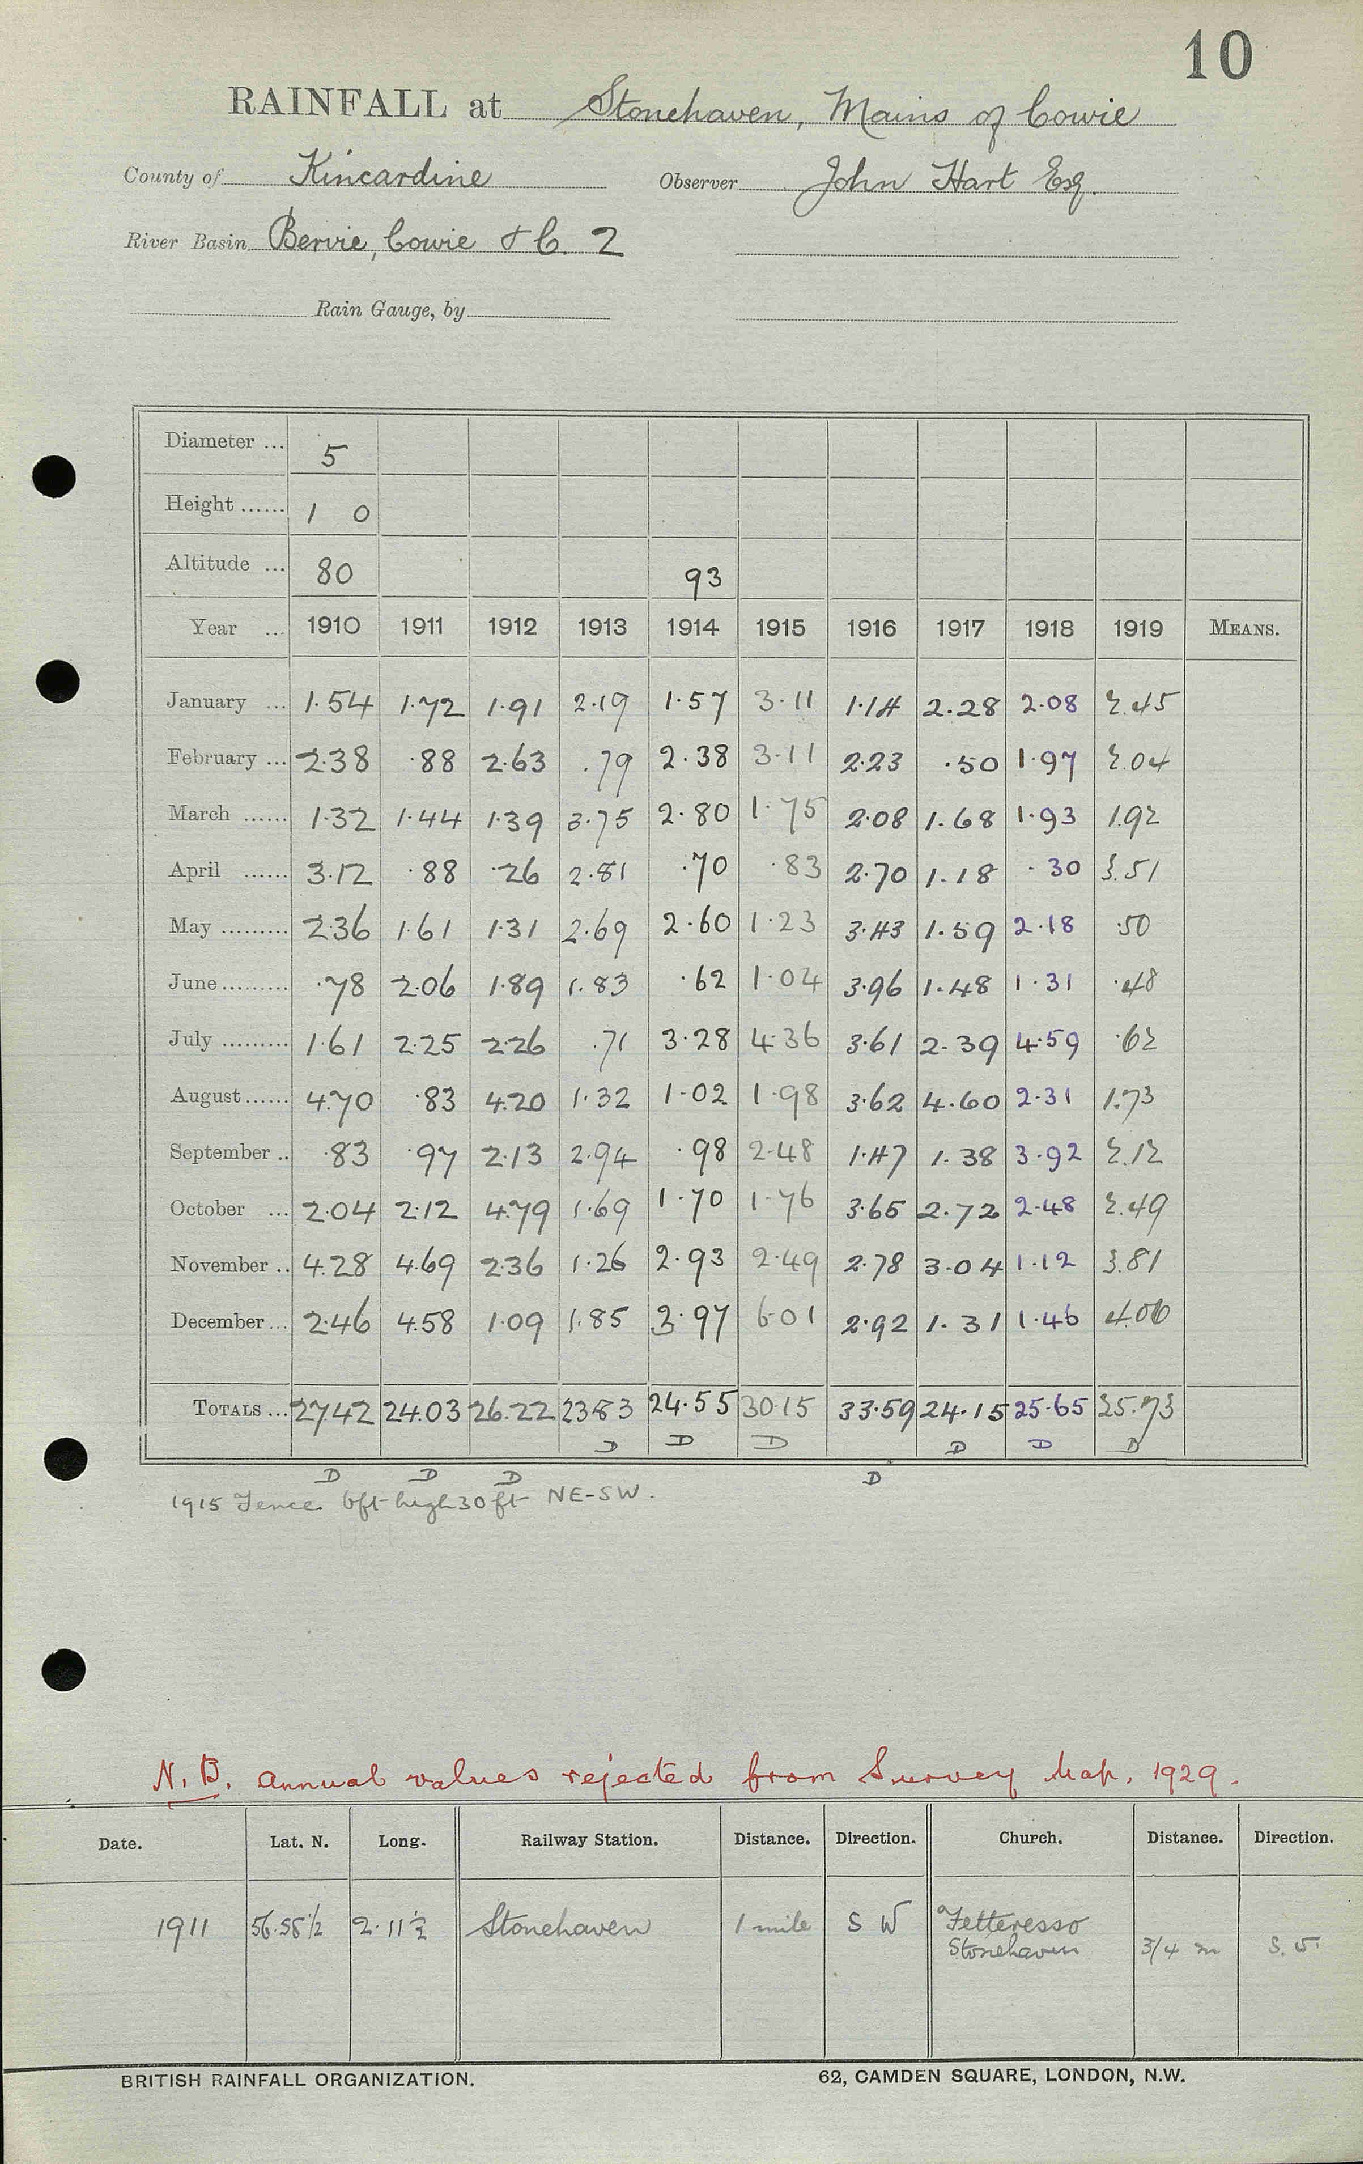 10
RAINFALL at Stonehaven, Mains of Cowie
County of Kincardine Observer John Hart Esq.
River Basin Bervie, Cowie & C. 2
Rain Gauge, by
Diameter ... 5
Height ...... 1 0
Altitude ... 80 93
Year ... 1910 1911 1912 1913 1914 1915 1916 1917 1918 1919 MEANS.
January ... 1.54 1.72 1.91 2.19 1.57 3.11 1.14 2.28 2.08 2.45
February ... 2.38 .88 2.63 .79 2.38 3.11 2.23 .50 1.97 2.04
March ...... 1.32 1.44 1.39 3.75 2.80 1.75 2.08 1.68 1.93 1.92
April ...... 3.12 .88 .26 2.81 .70 .83 2.70 1.18 .30 3.51
May ......... 2.36 1.61 1.31 2.69 2.60 1.23 3.43 1.59 2.18 .50
June ......... .78 2.06 1.89 1.83 .62 1.04 3.96 1.48 1.31 .48
July ......... 1.61 2.25 2.26 .71 3.28 4.36 3.61 2.39 4.59 .62
August ...... 4.70 .83 4.20 1.32 1.02 1.98 3.62 4.60 2.31 1.73
September .. .83 .97 2.13 2.94 .98 2.48 1.47 1.38 3.92 2.12
October ... 2.04 2.12 4.79 1.69 1.70 1.76 3.65 2.72 2.48 2.49
November .. 4.28 4.69 2.36 1.26 2.93 2.49 2.78 3.04 1.12 3.81
December ... 2.46 4.58 1.09 1.85 3.97 6.01 2.92 1.31 1.46 4.06
TOTALS ... 27.42 24.03 26.22 23.83 24.55 30.15 33.59 24.15 25.65 25.73
D D D D D D
D D D D
1915 Fence 6ft high 30ft NE-SW.
N.B. Annual values rejected from Survey Map, 1929.
Date. Lat. N. Long. Railway Station. Distance. Direction. Church. Distance. Direction.
1911 56.58½ 2.11½ Stonehaven 1 mile S W Fetteresso
Stonehaven 3/4 m S.W.
BRITISH RAINFALL ORGANIZATION. 62, CAMDEN SQUARE, LONDON, N.W.